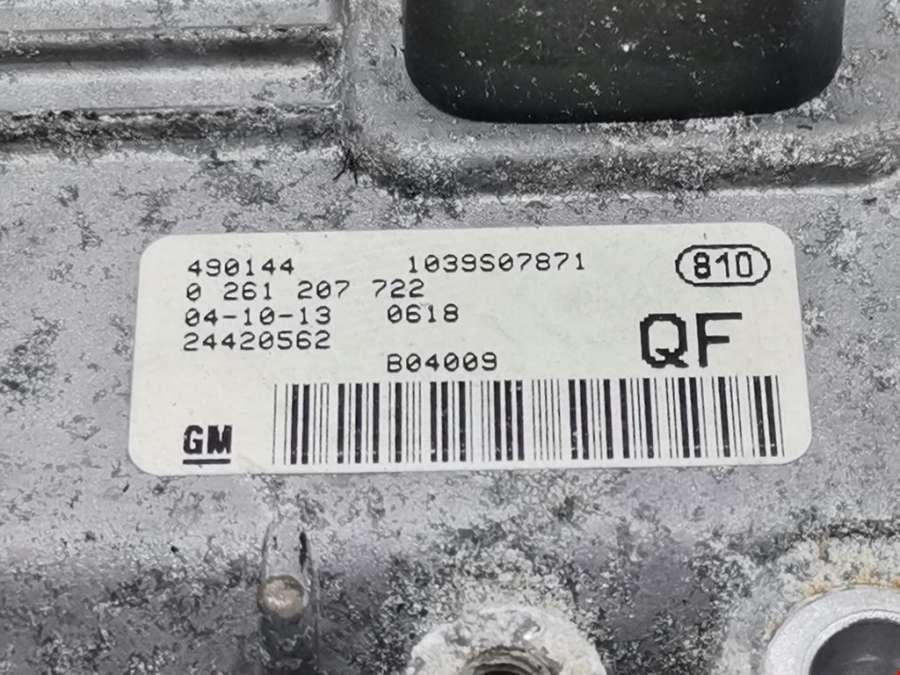 490144 1039S07871 810
0 261 207 722
04-10-13 0618
24420562 QF
B04009
GM